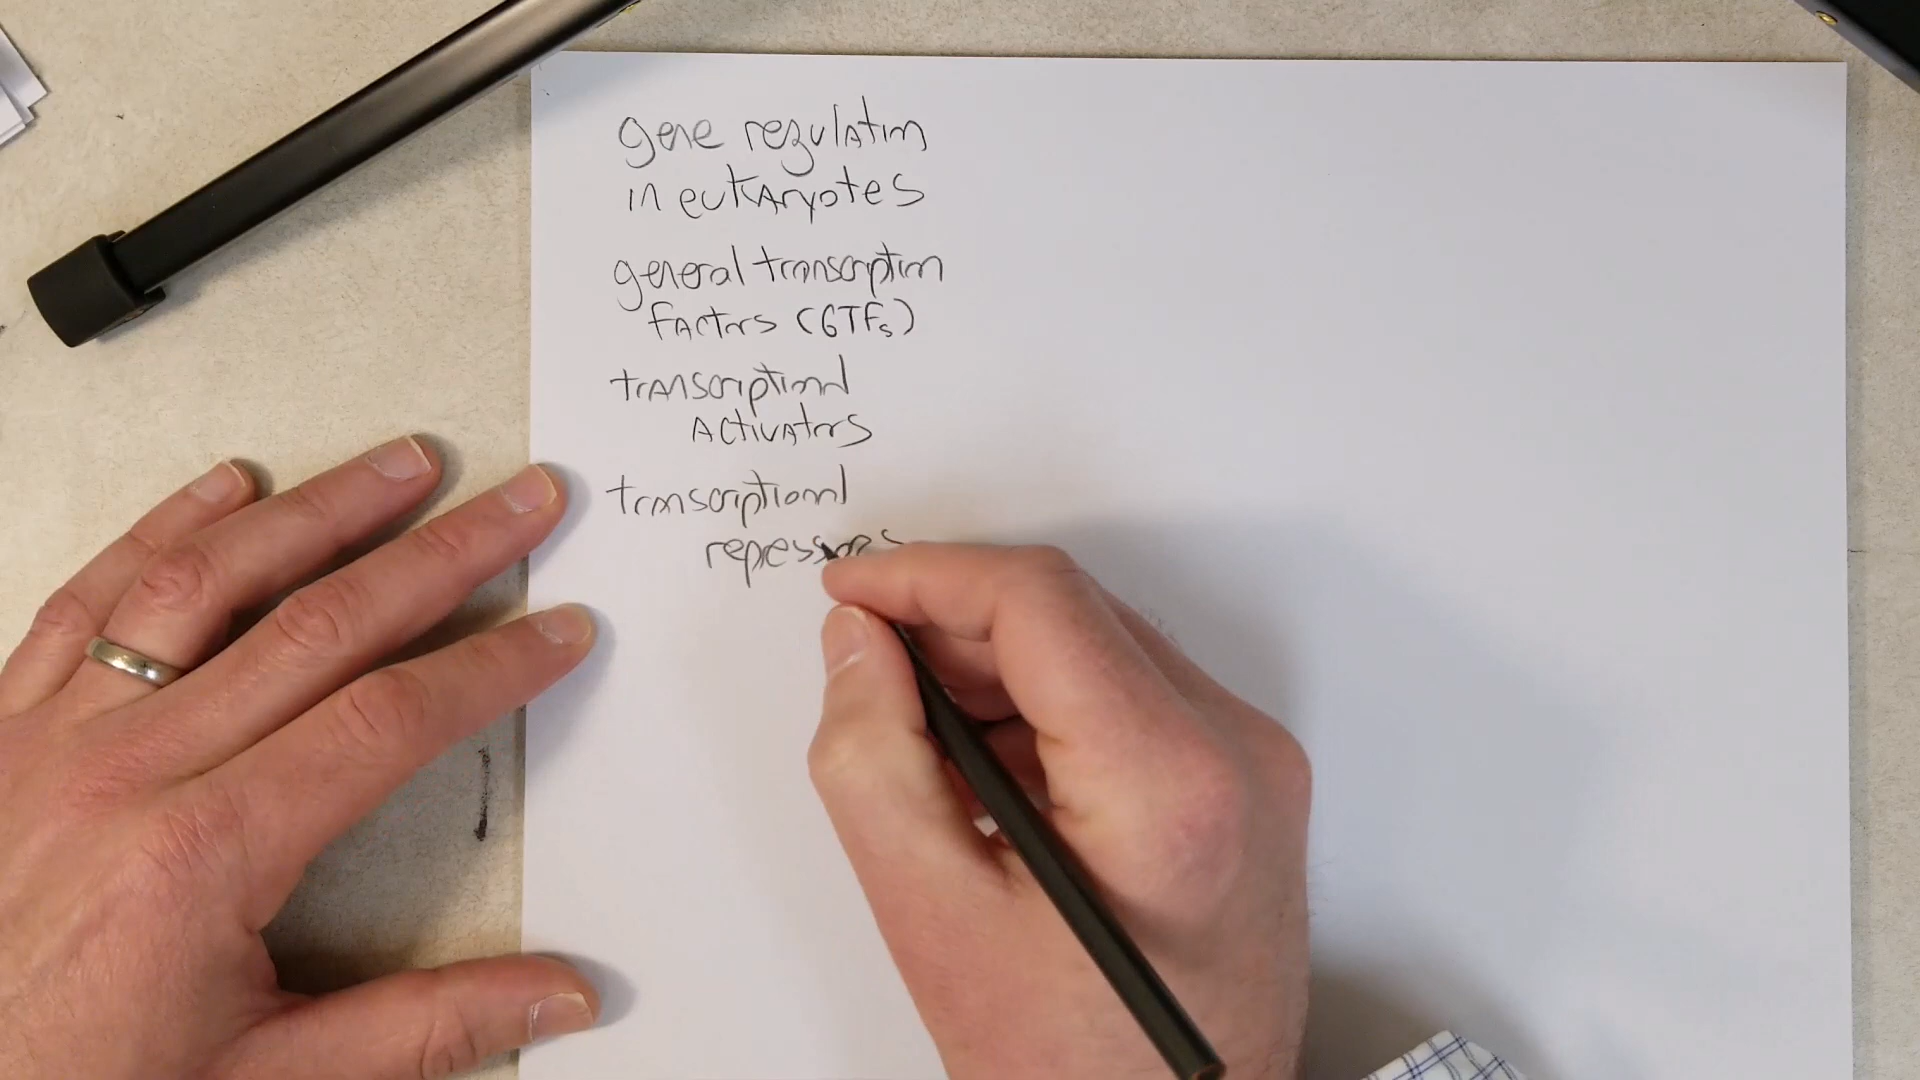 gene regulation
in eukaryotes
general transcription
factors (GTFs)
transcriptional
activators
transcriptional
repressors